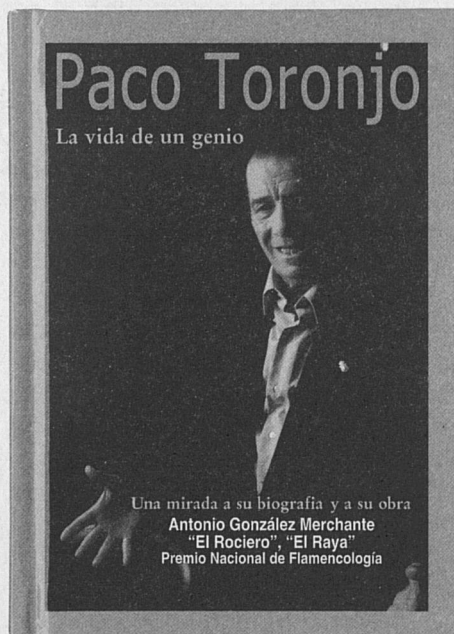 Paco Toronjo
La vida de un genio
Una mirada a su biografia y a su obra
Antonio González Merchante
“El Rociero”, “El Raya”
Premio Nacional de Flamencología